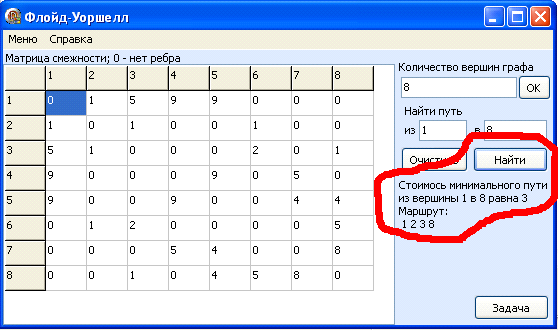 Флойд-Уоршелл
Меню Справка
Матрица смежности; 0 - нет ребра
1 2 3 4 5 6 7 8
1 0 1 5 9 9 0 0 0
2 1 0 1 0 0 1 0 0
3 5 1 0 0 0 2 0 1
4 9 0 0 0 9 0 5 0
5 9 0 0 9 0 0 4 4
6 0 1 2 0 0 0 0 5
7 0 0 0 5 4 0 0 8
8 0 0 1 0 4 5 8 0
Количество вершин графа
8 OK
Найти путь
из 1 в 8
Найти
Стоимось минимального пути
из вершины 1 в 8 равна 3
Маршрут:
1 2 3 8
Задача